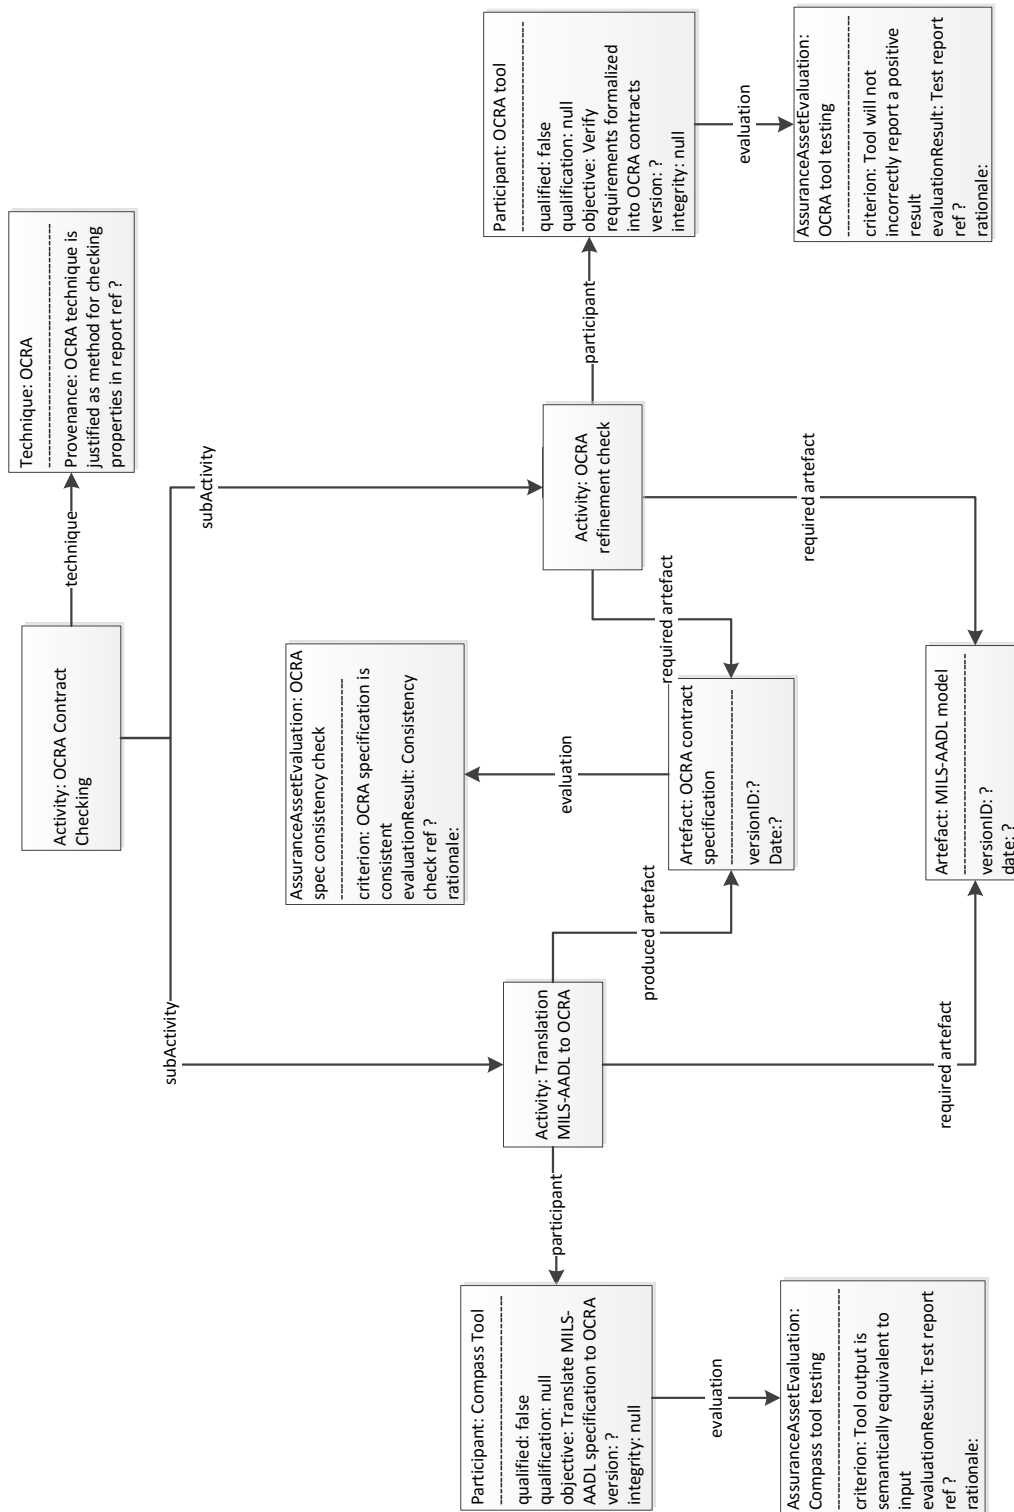 Activity: OCRA Contract
Checking
technique
Technique: OCRA
Provenance: OCRA technique is
justified as method for checking
properties in report ref ?
subActivity
subActivity
AssuranceAssetEvaluation: OCRA
spec consistency check
criterion: OCRA specification is
consistent
evaluationResult: Consistency
check ref ?
rationale:
evaluation
Participant: Compass Tool
qualified: false
qualification: null
objective: Translate MILS-
AADL specification to OCRA
version: ?
integrity: null
participant
Activity: Translation
MILS-AADL to OCRA
produced artefact
Artefact: OCRA contract
specification
versionID:?
Date:?
required artefact
Activity: OCRA
refinement check
participant
Participant: OCRA tool
qualified: false
qualification: null
objective: Verify
requirements formalized
into OCRA contracts
version: ?
integrity: null
evaluation
AssuranceAssetEvaluation:
Compass tool testing
criterion: Tool output is
semantically equivalent to
input
evaluationResult: Test report
ref ?
rationale:
required artefact
Artefact: MILS-AADL model
versionID: ?
date: ?
required artefact
evaluation
AssuranceAssetEvaluation:
OCRA tool testing
criterion: Tool will not
incorrectly report a positive
result
evaluationResult: Test report
ref ?
rationale: